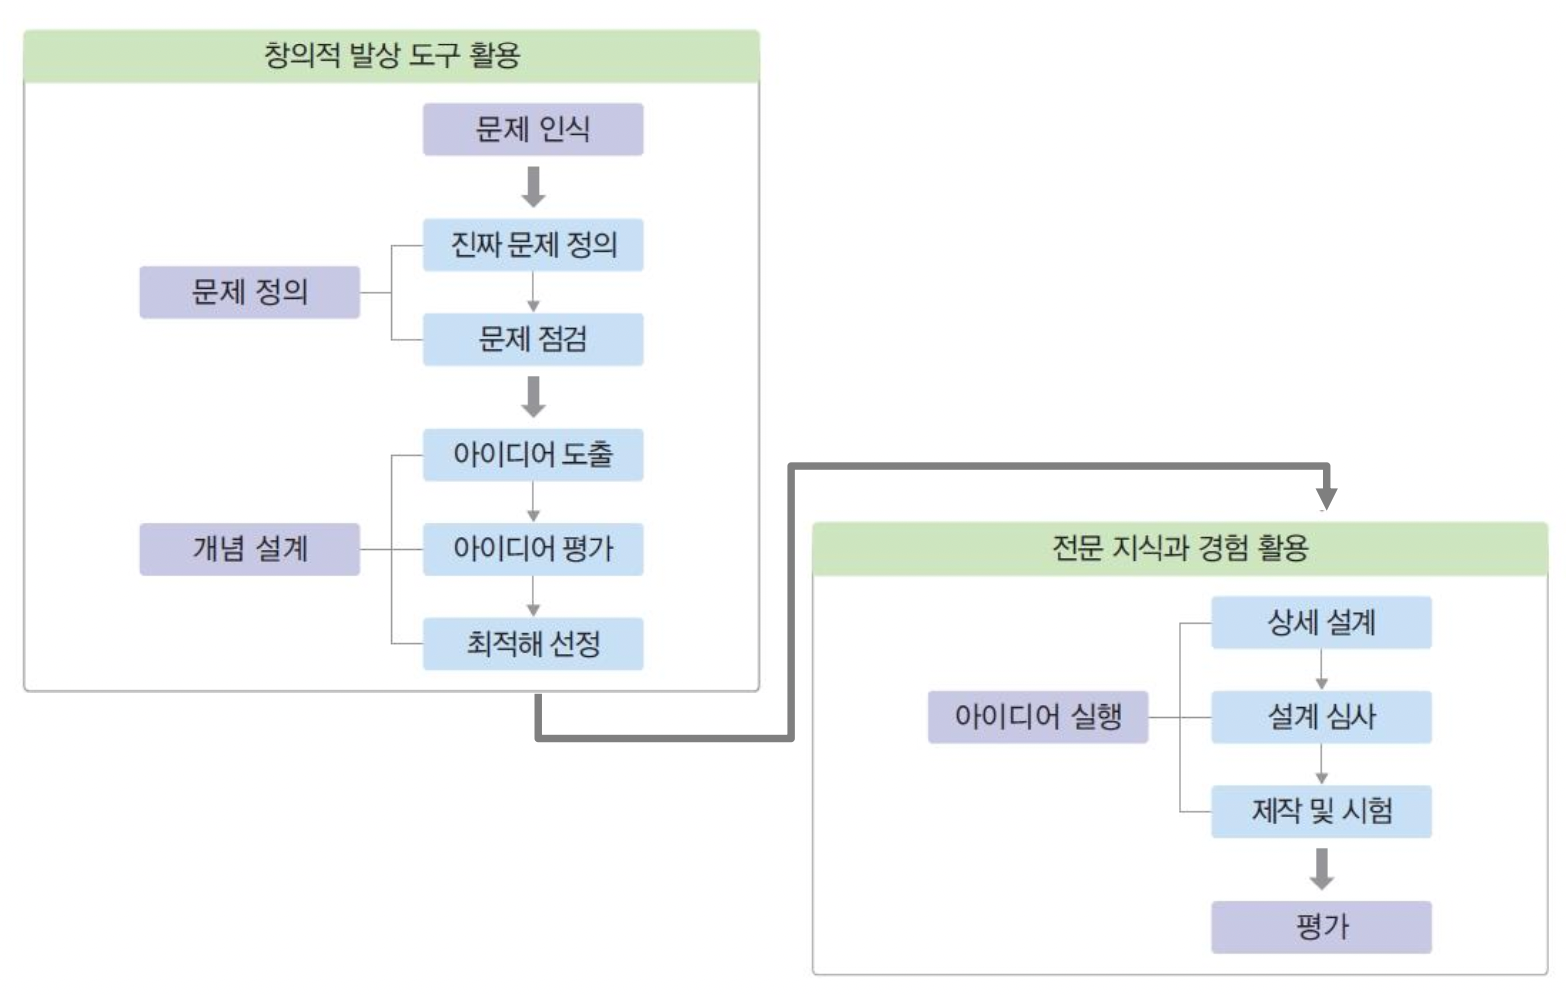 창의적 발상 도구 활용
문제 인식
진짜 문제 정의
문제 정의
문제 점검
아이디어 도출
개념 설계
아이디어 평가
최적해 선정
전문 지식과 경험 활용
상세 설계
아이디어 실행
설계 심사
제작 및 시험
평가